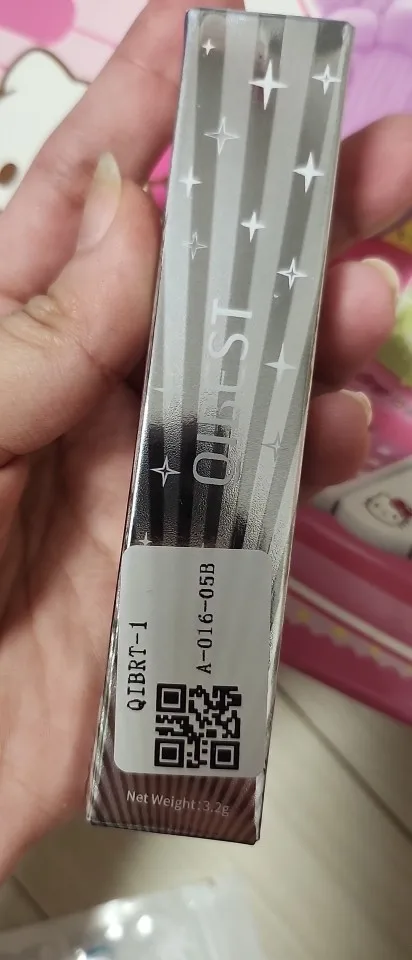 QIBEST
QIBRT-1
A-016-05B
Net Weight:3.2g